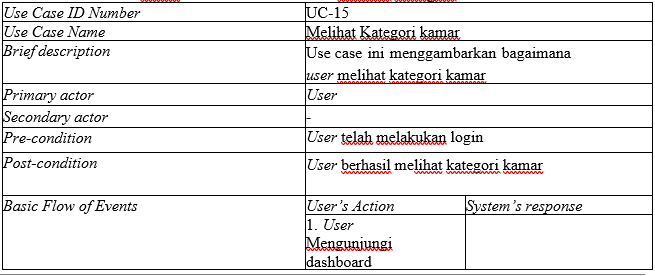 Use Case ID Number UC-15
Use Case Name Melihat Kategori kamar
Brief description Use case ini menggambarkan bagaimana
user melihat kategori kamar
Primary actor User
Secondary actor -
Pre-condition User telah melakukan login
Post-condition User berhasil melihat kategori kamar
Basic Flow of Events User's Action System's response
1. User
Mengunjungi
dashboard